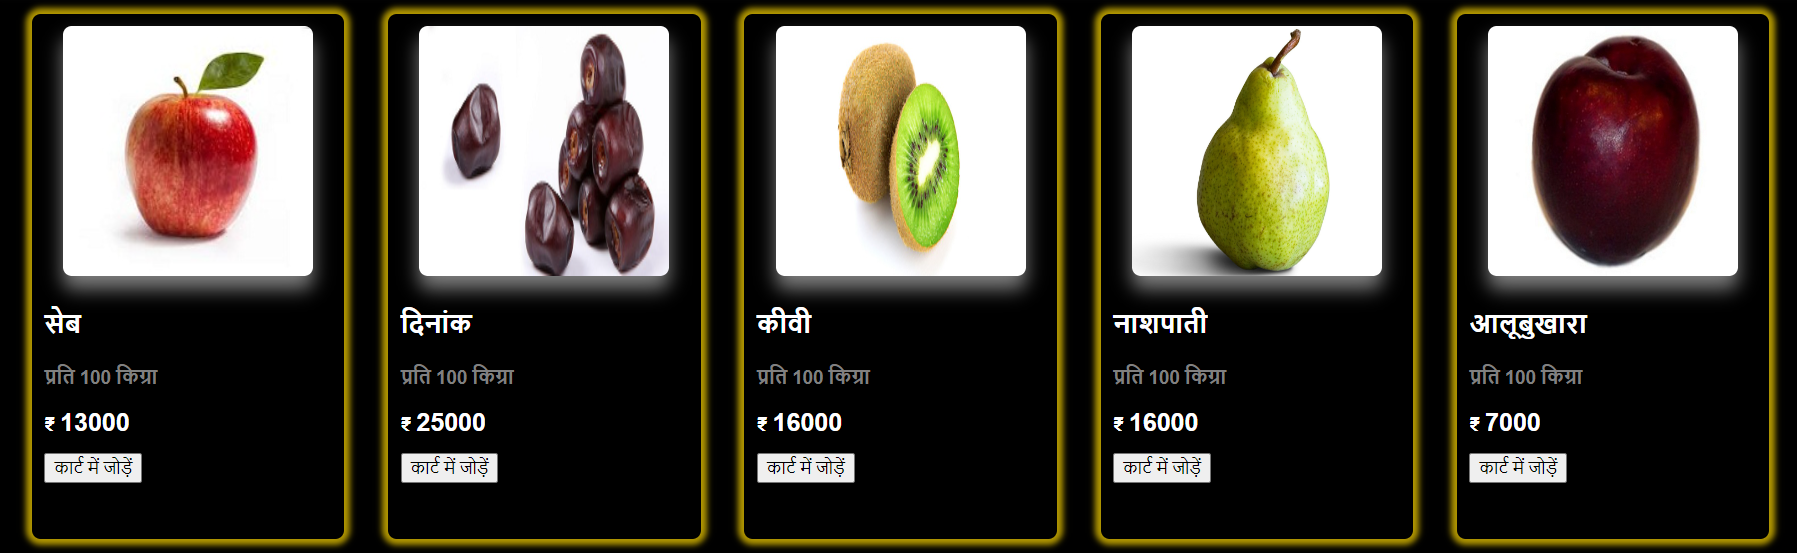 सेब
प्रति 100 किग्रा
₹ 13000
कार्ट में जोड़ें
दिनांक
प्रति 100 किग्रा
₹ 25000
कार्ट में जोड़ें
कीवी
प्रति 100 किग्रा
₹ 16000
कार्ट में जोड़ें
नाशपाती
प्रति 100 किग्रा
₹ 16000
कार्ट में जोड़ें
आलूबुखारा
प्रति 100 किग्रा
₹ 7000
कार्ट में जोड़ें